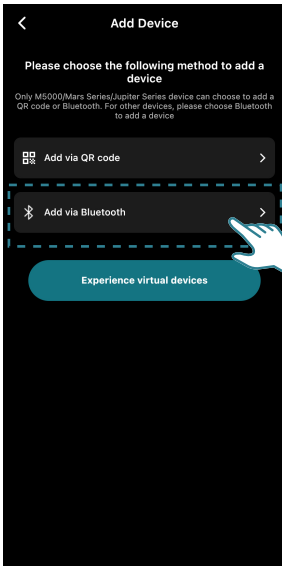 Add Device
Please choose the following method to add a
device
Only M5000/Mars Series/Jupiter Series device can choose to add a
QR code or Bluetooth. For other devices, please choose Bluetooth
to add a device
Add via QR code
Add via Bluetooth
Experience virtual devices